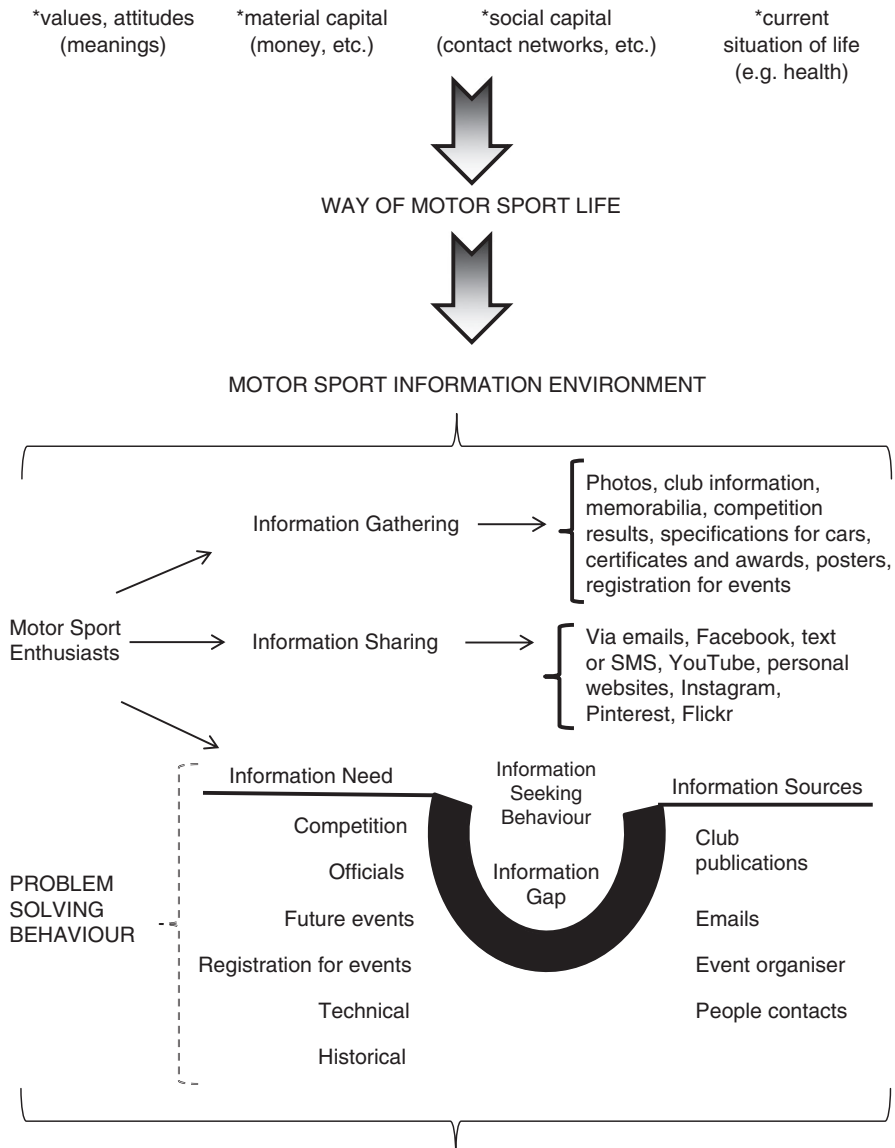 *values, attitudes
(meanings)
*material capital
(money, etc.)
*social capital
(contact networks, etc.)
*current
situation of life
(e.g. health)
WAY OF MOTOR SPORT LIFE
MOTOR SPORT INFORMATION ENVIRONMENT
Motor Sport
Enthusiasts
Information Gathering
Photos, club information,
memorabilia, competition
results, specifications for cars,
certificates and awards, posters,
registration for events
Information Sharing
Via emails, Facebook, text
or SMS, YouTube, personal
websites, Instagram,
Pinterest, Flickr
PROBLEM
SOLVING
BEHAVIOUR
Information Need
Competition
Officials
Future events
Registration for events
Technical
Historical
Information
Seeking
Behaviour
Information
Gap
Information Sources
Club
publications
Emails
Event organiser
People contacts